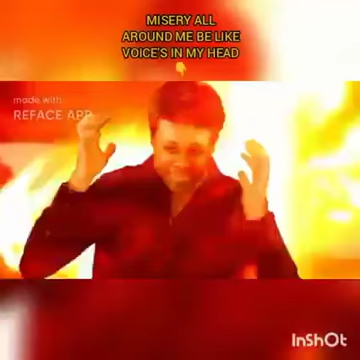 MISERY ALL
AROUND ME BE LIKE
VOICE'S IN MY HEAD
👇
made with
REFACE APP
InShOt